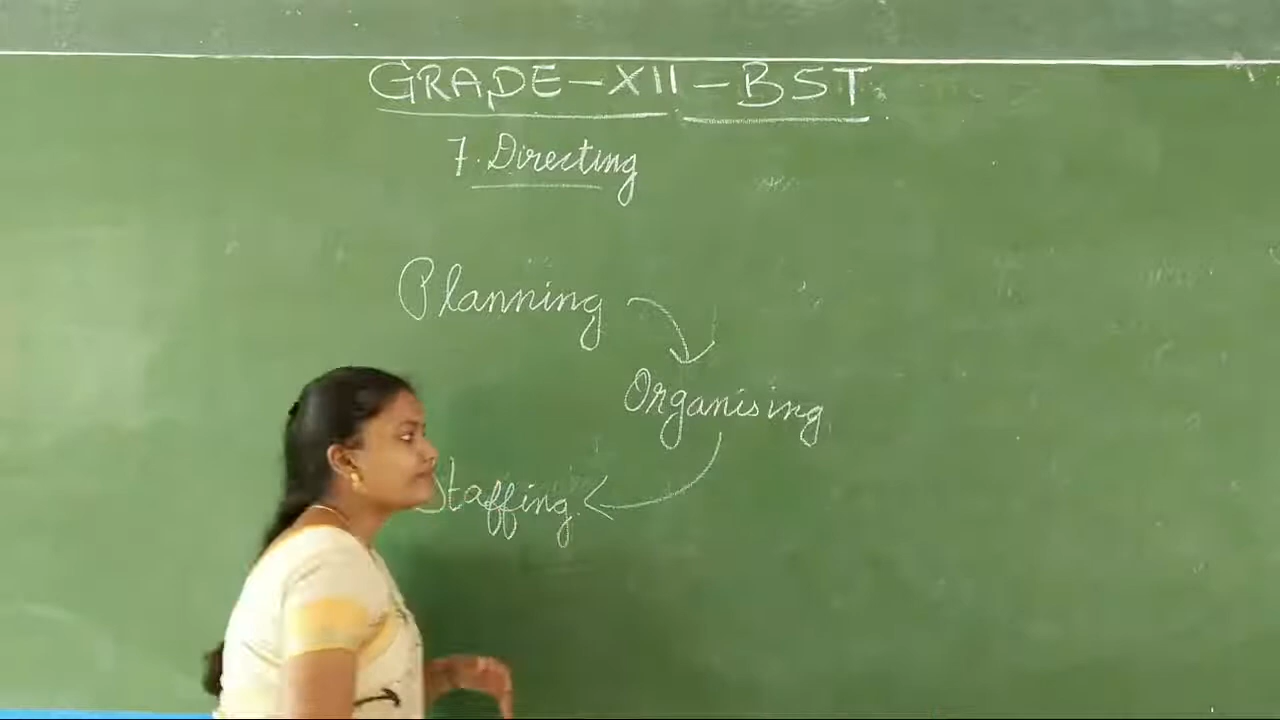 GRADE-XII-BST
7. Directing
Planning
Organising
Staffing